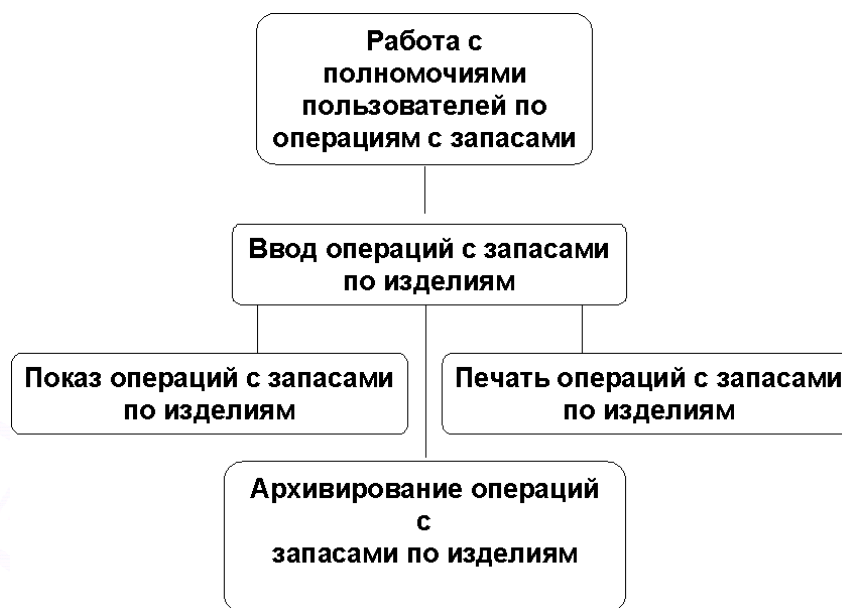 Работа с
полномочиями
пользователей по
операциям с запасами
Ввод операций с запасами
по изделиям
Показ операций с запасами
по изделиям
Печать операций с запасами
по изделиям
Архивирование операций
с
запасами по изделиям